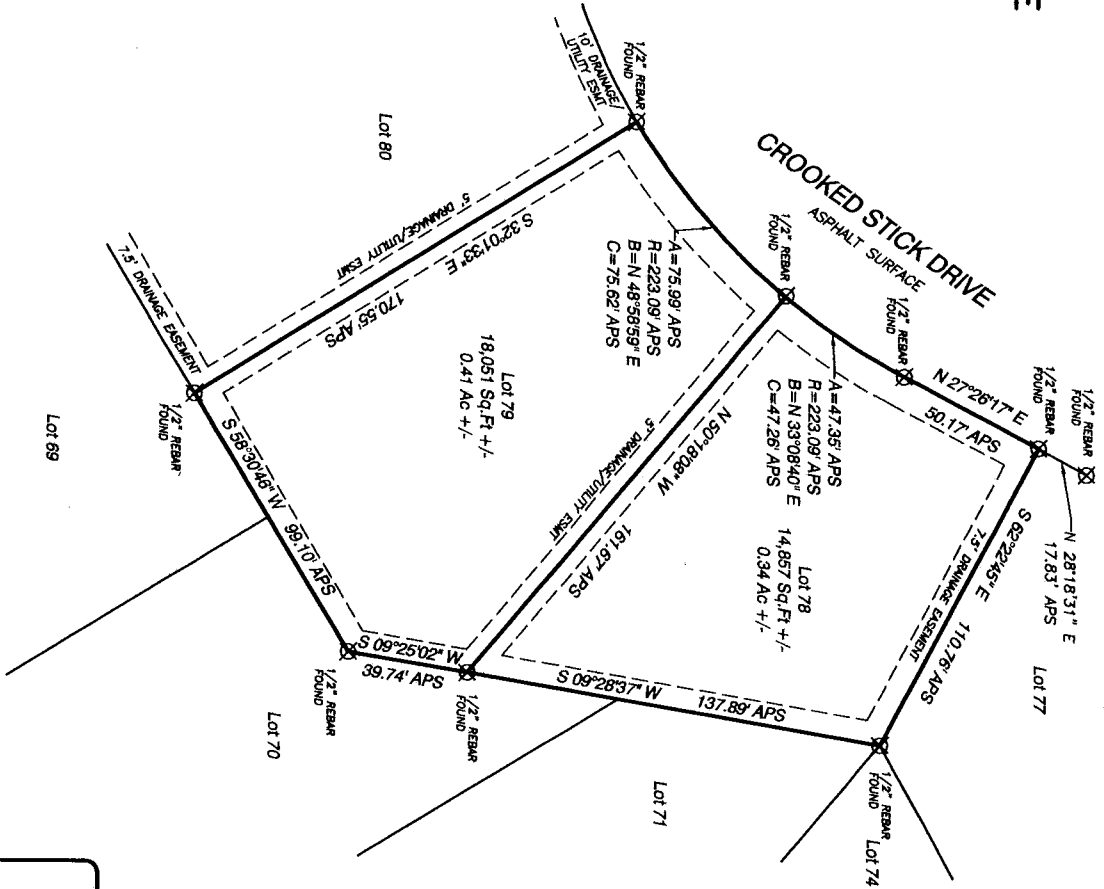 E
CROOKED STICK DRIVE
ASPHALT SURFACE
1/2" REBAR
FOUND
N 28°18'31" E
17.83' APS
1/2" REBAR
FOUND
N 27°26'17" E
50.17' APS
1/2" REBAR
FOUND
S 62°22'45" E
110.76' APS
7.5' DRAINAGE EASEMENT
Lot 77
1/2" REBAR
FOUND
1/2" REBAR
FOUND
10' DRAINAGE/
UTILITY ESMT
A=75.99' APS
R=223.09' APS
B=N 48°58'59" E
C=75.62' APS
A=47.35' APS
R=223.09' APS
B=N 33°08'40" E
C=47.26' APS
Lot 78
14,857 Sq.Ft +/-
0.34 Ac +/-
Lot 80
5' DRAINAGE/UTILITY ESMT
S 32°01'33" E
170.55' APS
Lot 79
18,051 Sq.Ft +/-
0.41 Ac +/-
N 50°18'08" W
161.67' APS
5' DRAINAGE/UTILITY ESMT
7.5' DRAINAGE EASEMENT
1/2" REBAR
FOUND
S 58°30'46" W
99.10' APS
S 09°25'02" W
39.74' APS
S 09°28'37" W
137.89' APS
1/2" REBAR
FOUND
1/2" REBAR
FOUND
1/2" REBAR
FOUND
Lot 69
Lot 70
Lot 71
Lot 74